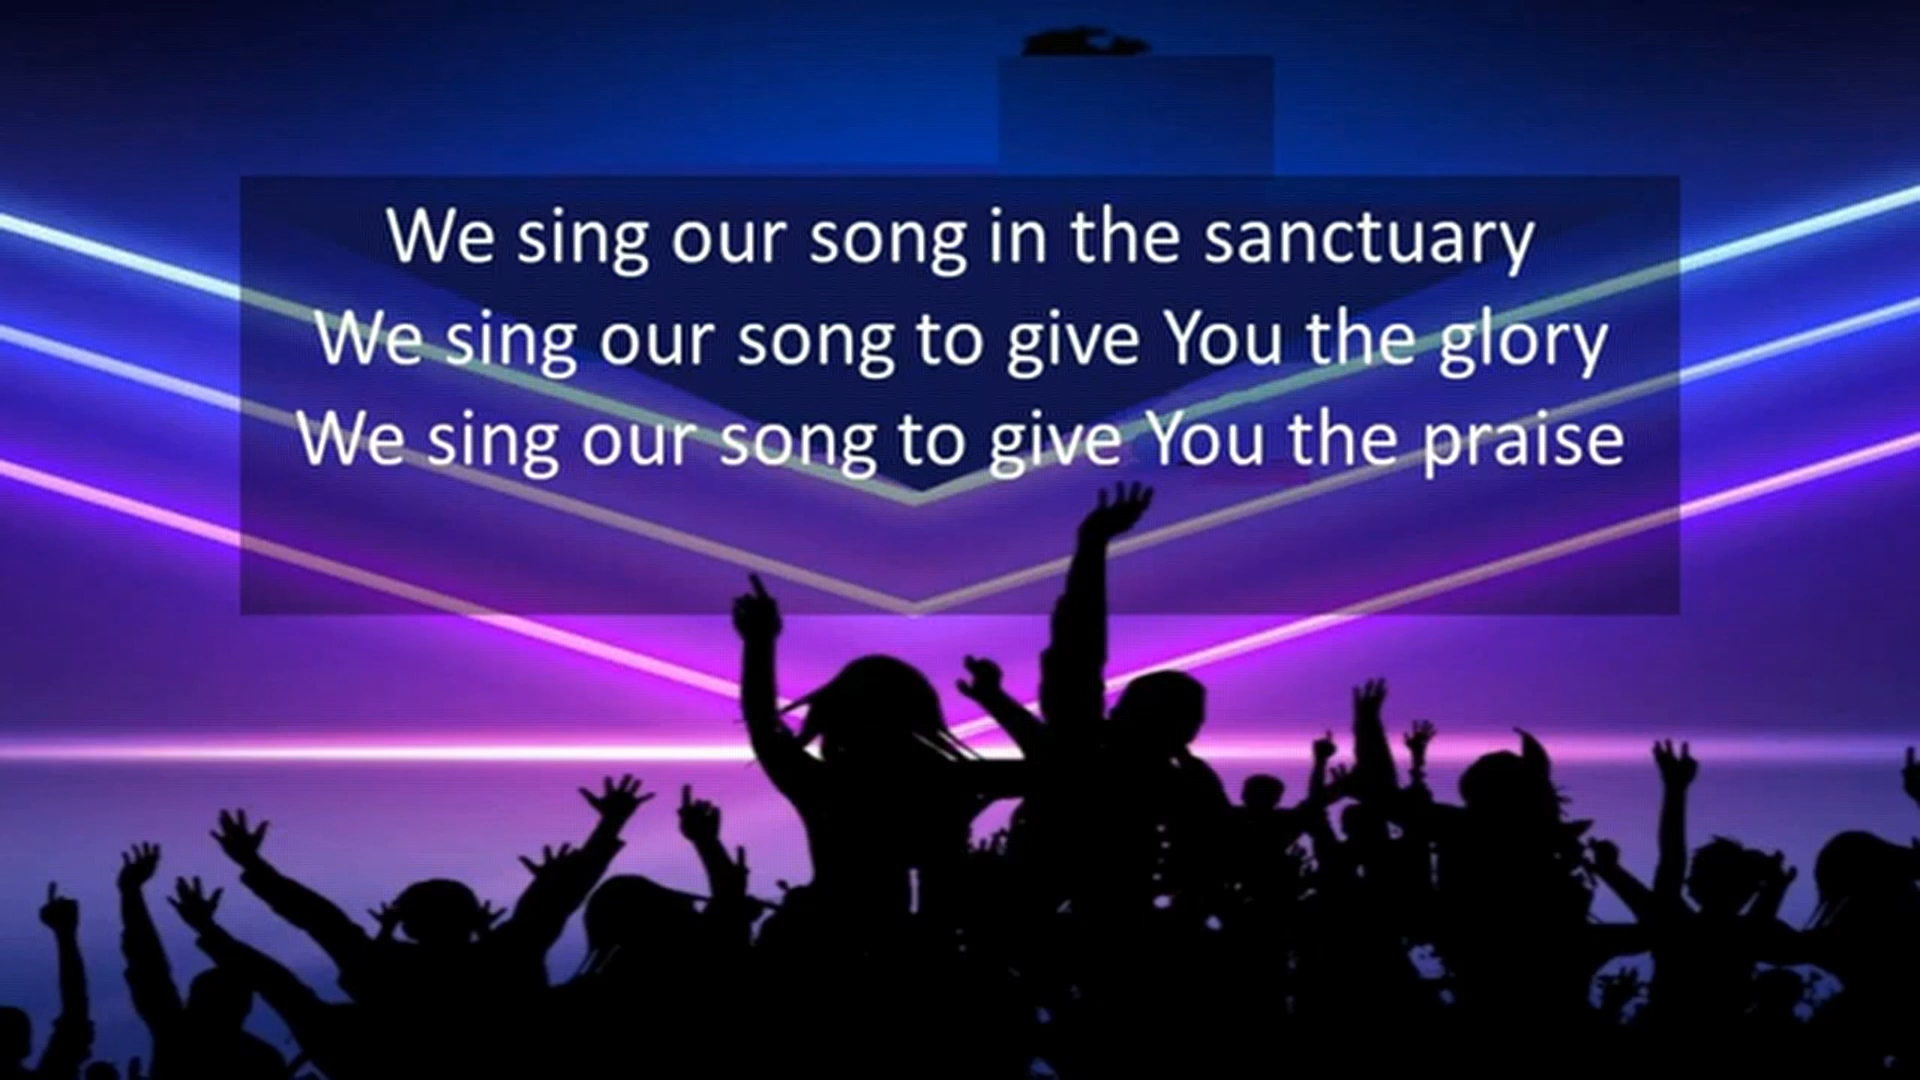 We sing our song in the sanctuary
We sing our song to give You the glory
We sing our song to give You the praise